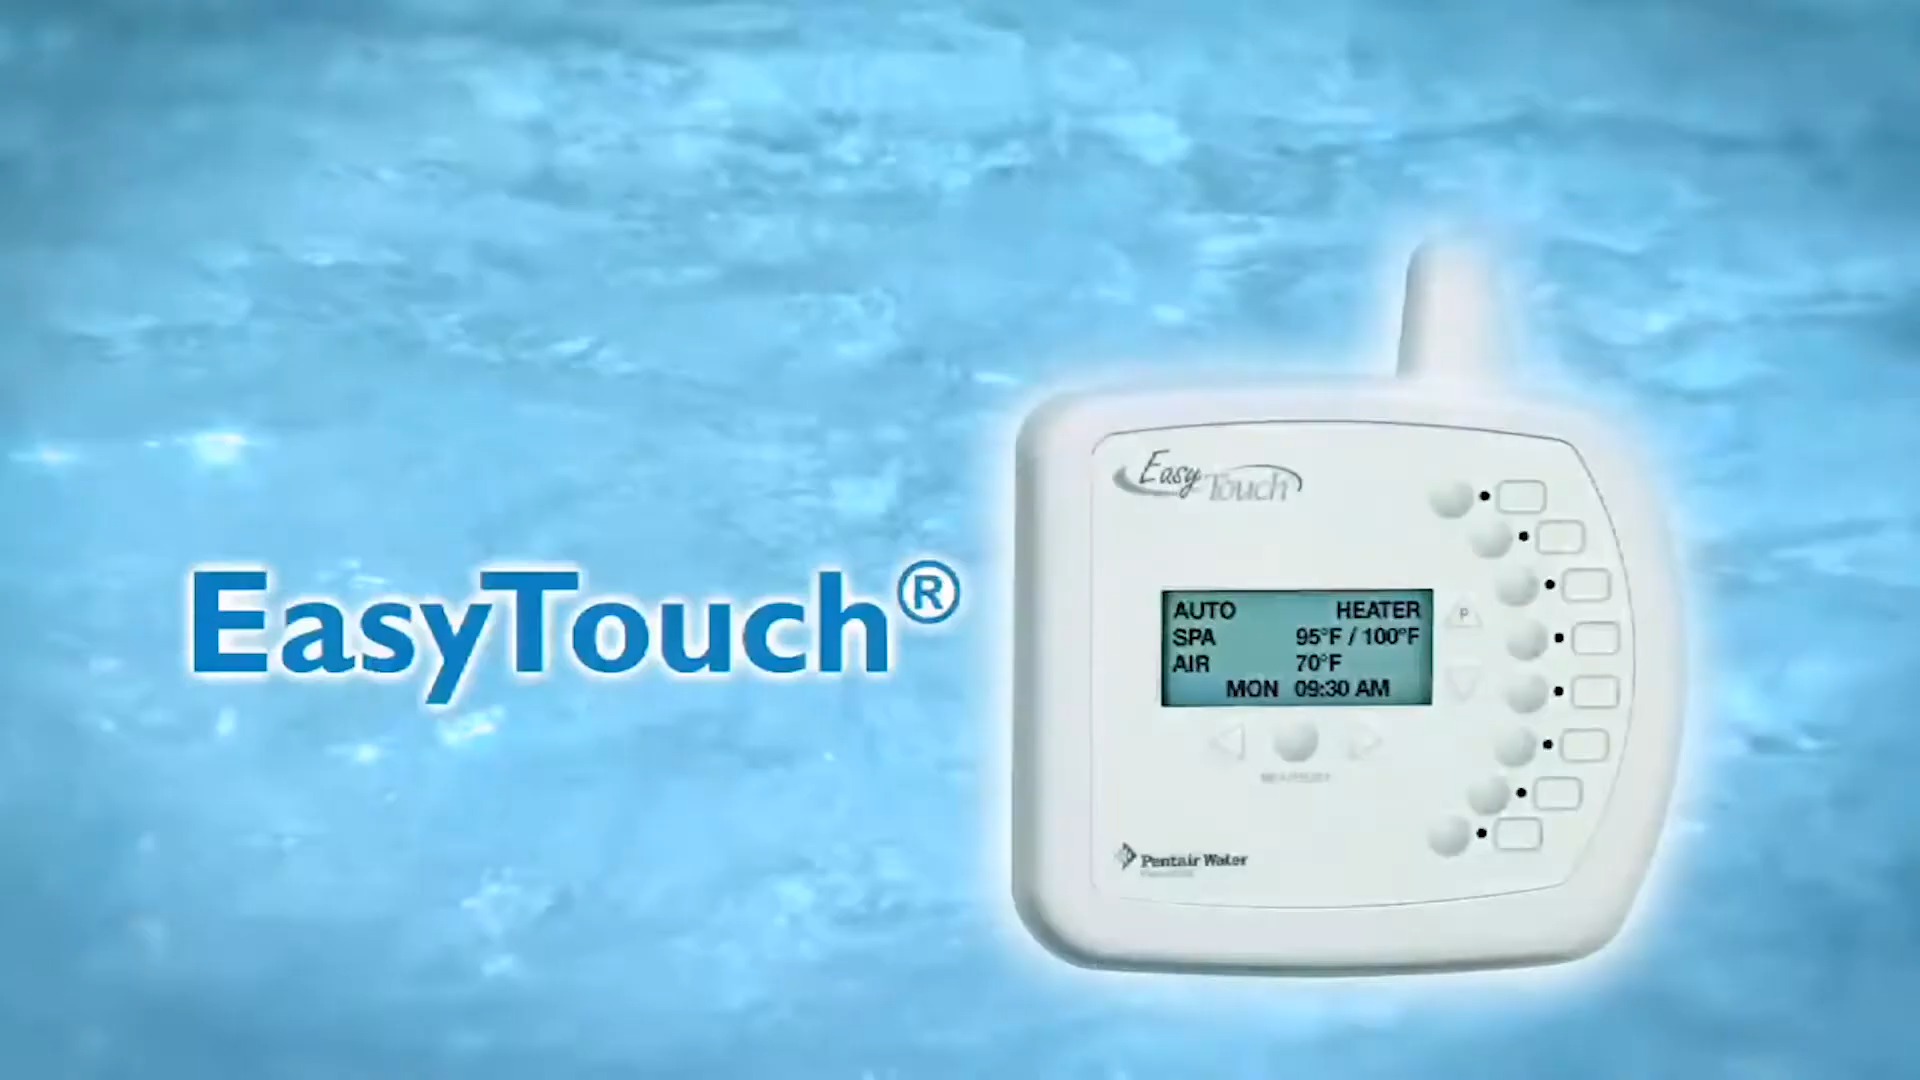 EasyTouch®
Easy Touch
AUTO HEATER
SPA 95°F / 100°F
AIR 70°F
MON 09:30 AM
P
Pentair Water